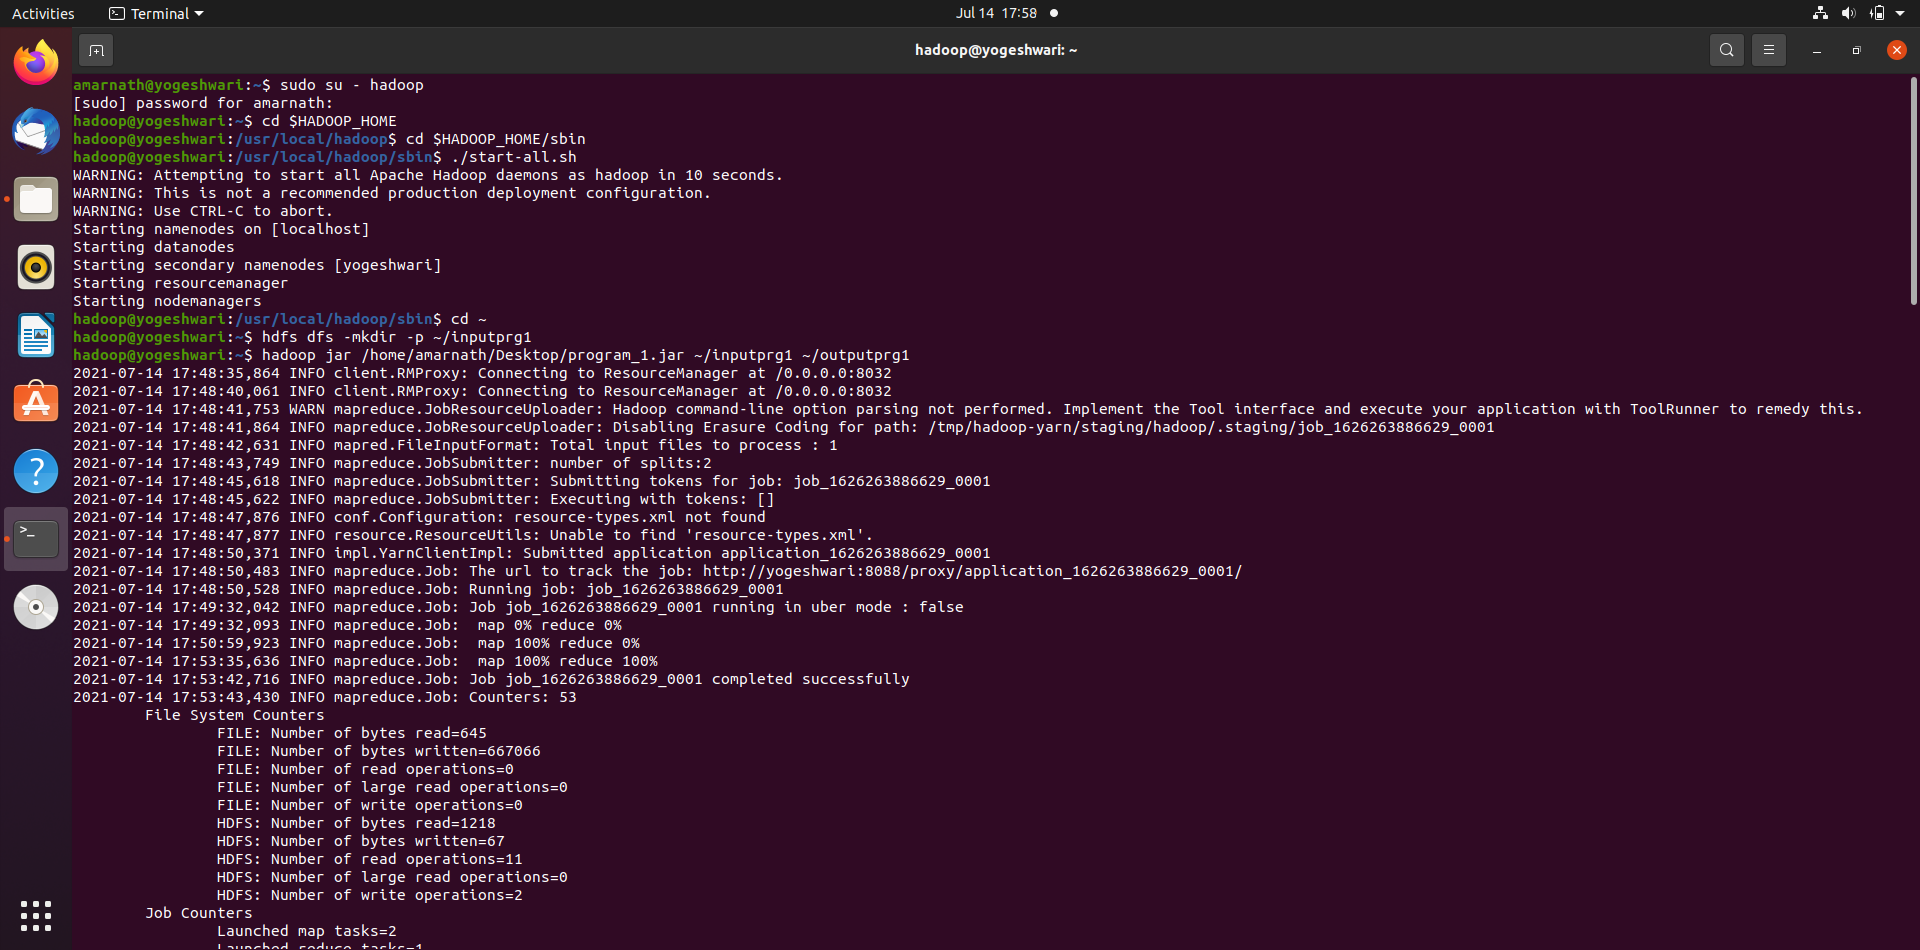 Activities
Terminal
Jul 14 17:58
hadoop@yogeshwari: ~
amarnath@yogeshwari:~$ sudo su - hadoop
[sudo] password for amarnath:
hadoop@yogeshwari:~$ cd $HADOOP_HOME
hadoop@yogeshwari:/usr/local/hadoop$ cd $HADOOP_HOME/sbin
hadoop@yogeshwari:/usr/local/hadoop/sbin$ ./start-all.sh
WARNING: Attempting to start all Apache Hadoop daemons as hadoop in 10 seconds.
WARNING: This is not a recommended production deployment configuration.
WARNING: Use CTRL-C to abort.
Starting namenodes on [localhost]
Starting datanodes
Starting secondary namenodes [yogeshwari]
Starting resourcemanager
Starting nodemanagers
hadoop@yogeshwari:/usr/local/hadoop/sbin$ cd ~
hadoop@yogeshwari:~$ hdfs dfs -mkdir -p ~/inputprg1
hadoop@yogeshwari:~$ hadoop jar /home/amarnath/Desktop/program_1.jar ~/inputprg1 ~/outputprg1
2021-07-14 17:48:35,864 INFO client.RMProxy: Connecting to ResourceManager at /0.0.0.0:8032
2021-07-14 17:48:40,061 INFO client.RMProxy: Connecting to ResourceManager at /0.0.0.0:8032
2021-07-14 17:48:41,753 WARN mapreduce.JobResourceUploader: Hadoop command-line option parsing not performed. Implement the Tool interface and execute your application with ToolRunner to remedy this.
2021-07-14 17:48:41,864 INFO mapreduce.JobResourceUploader: Disabling Erasure Coding for path: /tmp/hadoop-yarn/staging/hadoop/.staging/job_1626263886629_0001
2021-07-14 17:48:42,631 INFO mapred.FileInputFormat: Total input files to process : 1
2021-07-14 17:48:43,749 INFO mapreduce.JobSubmitter: number of splits:2
2021-07-14 17:48:45,618 INFO mapreduce.JobSubmitter: Submitting tokens for job: job_1626263886629_0001
2021-07-14 17:48:45,622 INFO mapreduce.JobSubmitter: Executing with tokens: []
2021-07-14 17:48:47,876 INFO conf.Configuration: resource-types.xml not found
2021-07-14 17:48:47,877 INFO resource.ResourceUtils: Unable to find 'resource-types.xml'.
2021-07-14 17:48:50,371 INFO impl.YarnClientImpl: Submitted application application_1626263886629_0001
2021-07-14 17:48:50,483 INFO mapreduce.Job: The url to track the job: http://yogeshwari:8088/proxy/application_1626263886629_0001/
2021-07-14 17:48:50,528 INFO mapreduce.Job: Running job: job_1626263886629_0001
2021-07-14 17:49:32,042 INFO mapreduce.Job: Job job_1626263886629_0001 running in uber mode : false
2021-07-14 17:49:32,093 INFO mapreduce.Job:  map 0% reduce 0%
2021-07-14 17:50:59,923 INFO mapreduce.Job:  map 100% reduce 0%
2021-07-14 17:53:35,636 INFO mapreduce.Job:  map 100% reduce 100%
2021-07-14 17:53:42,716 INFO mapreduce.Job: Job job_1626263886629_0001 completed successfully
2021-07-14 17:53:43,430 INFO mapreduce.Job: Counters: 53
File System Counters
FILE: Number of bytes read=645
FILE: Number of bytes written=667066
FILE: Number of read operations=0
FILE: Number of large read operations=0
FILE: Number of write operations=0
HDFS: Number of bytes read=1218
HDFS: Number of bytes written=67
HDFS: Number of read operations=11
HDFS: Number of large read operations=0
HDFS: Number of write operations=2
Job Counters
Launched map tasks=2
Launched reduce tasks=1